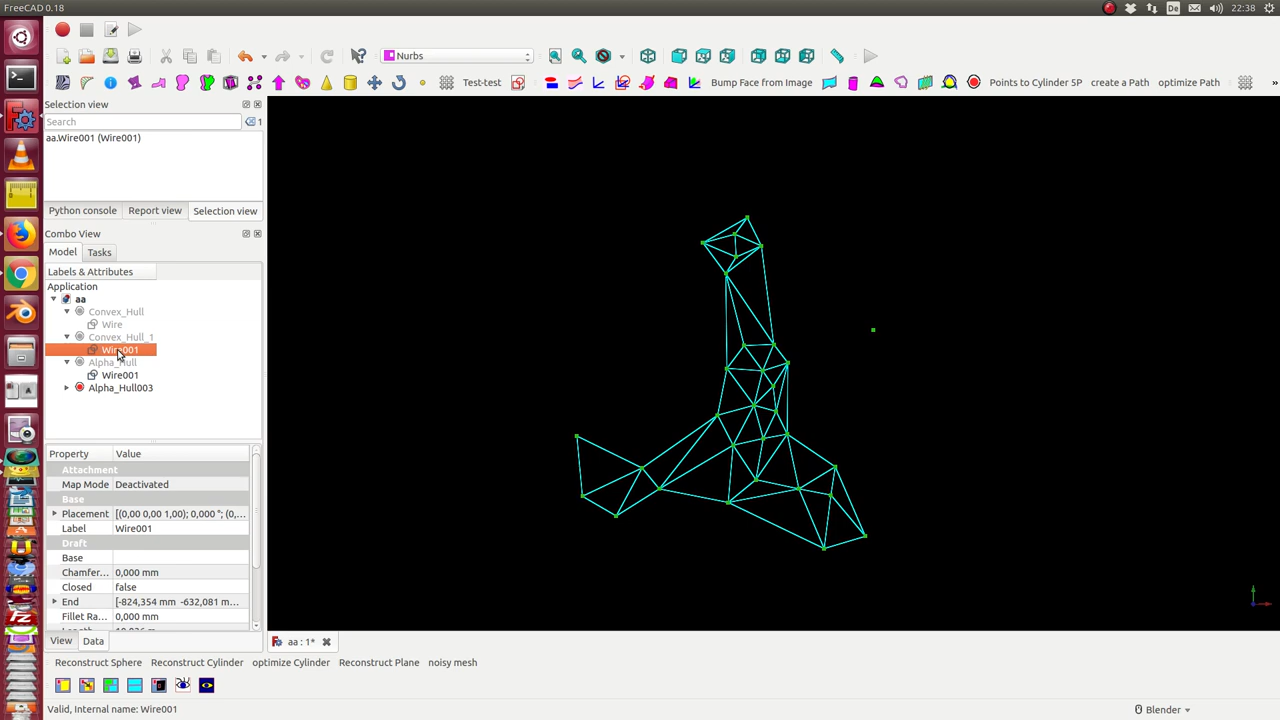 FreeCAD 0.18
De
22:38
Nurbs
Test-test
Bump Face from Image
Points to Cylinder 5P
create a Path
optimize Path
»
Selection view
Search
1
aa.Wire001 (Wire001)
Python console
Report view
Selection view
Combo View
Model
Tasks
Labels & Attributes
Application
aa
Convex_Hull
Wire
Convex_Hull_1
Wire001
Alpha_Hull
Wire001
Alpha_Hull003
Property Value
Attachment
Map Mode Deactivated
Base
Placement [(0,00 0,00 1,00); 0,000 °; (0,...
Label Wire001
Draft
Base
Chamfer... 0,000 mm
Closed false
End [-824,354 mm -632,081 m...
Fillet Ra... 0,000 mm
View
Data
aa : 1*
Reconstruct Sphere
Reconstruct Cylinder
optimize Cylinder
Reconstruct Plane
noisy mesh
Valid, Internal name: Wire001
Blender